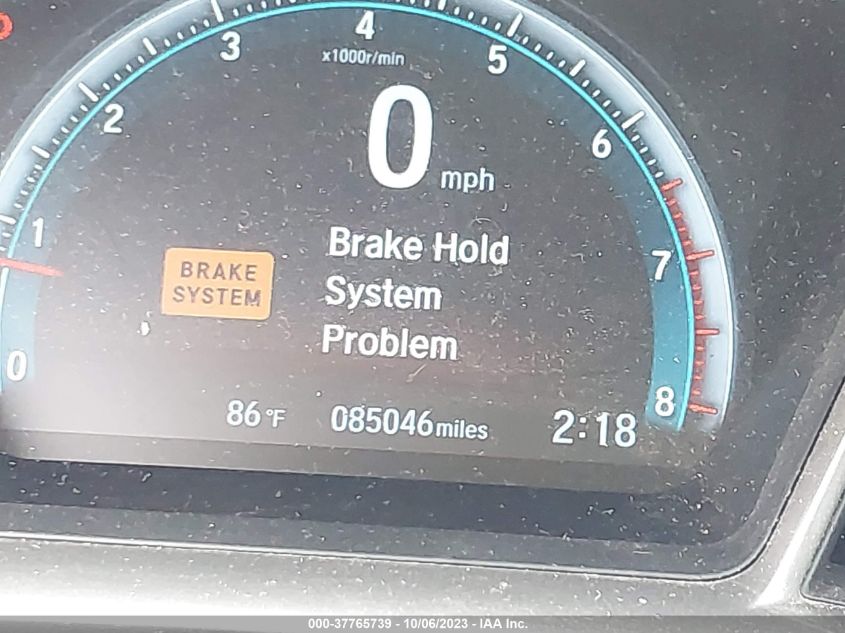 4
3
5
x1000r/min
2
6
0 mph
1
Brake Hold
7
BRAKE
SYSTEM
System
Problem
0
8
86°F 085046 miles 2:18
000-37765739 - 10/06/2023 - IAA Inc.